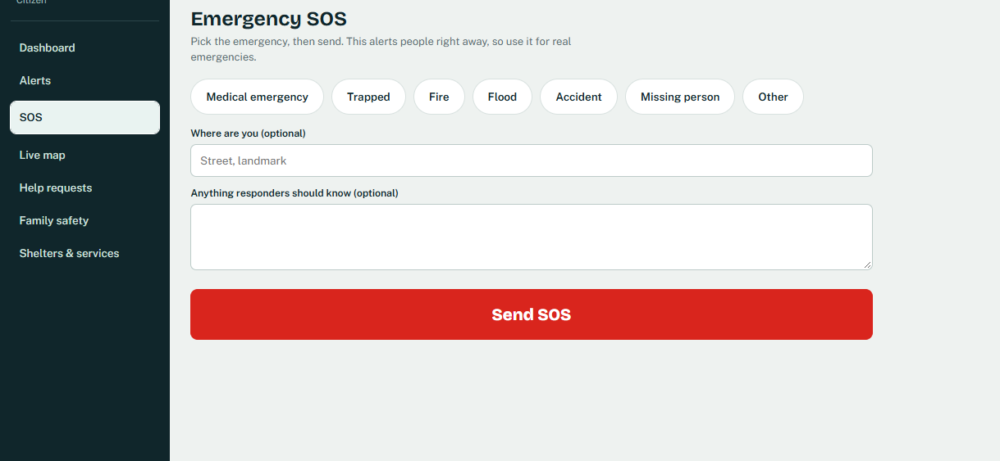 Citizen
Dashboard
Alerts
SOS
Live map
Help requests
Family safety
Shelters & services
Emergency SOS
Pick the emergency, then send. This alerts people right away, so use it for real
emergencies.
Medical emergency
Trapped
Fire
Flood
Accident
Missing person
Other
Where are you (optional)
Street, landmark
Anything responders should know (optional)
Send SOS